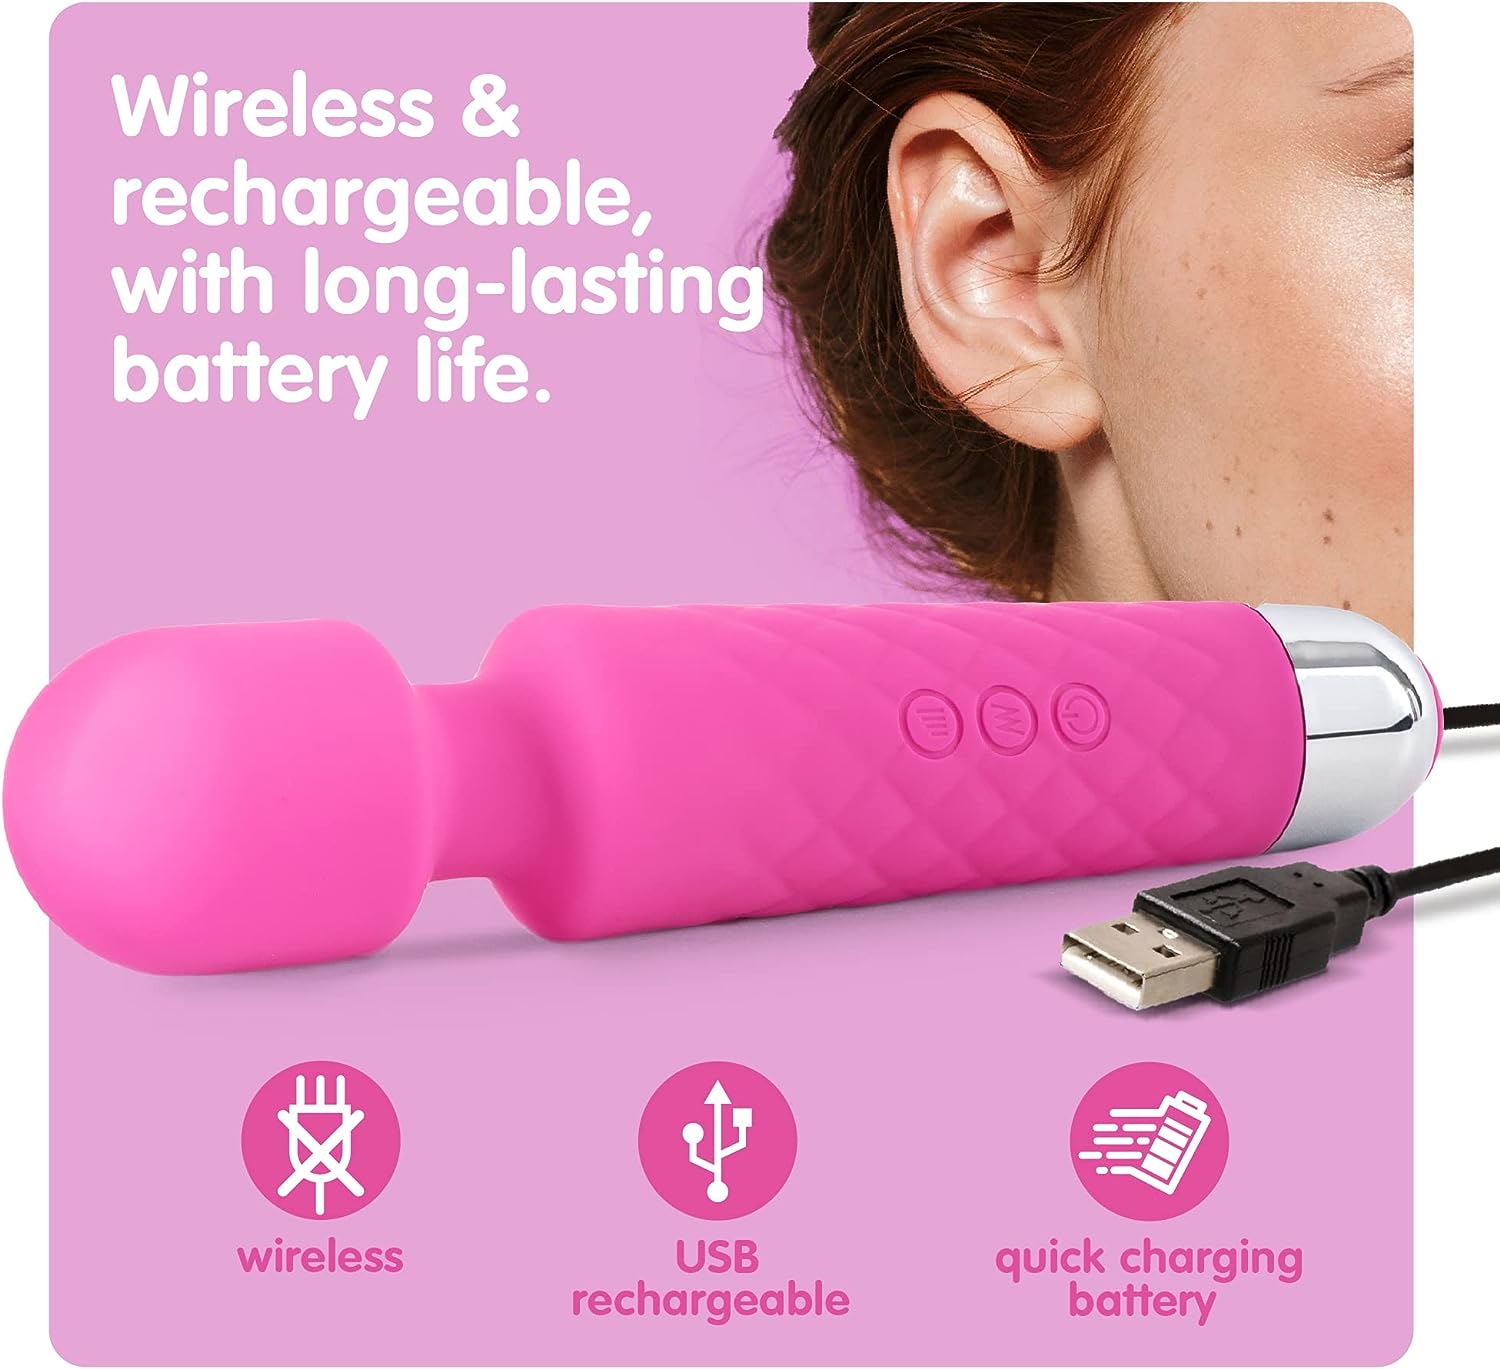 Wireless &
rechargeable,
with long-lasting
battery life.
wireless
USB
rechargeable
quick charging
battery